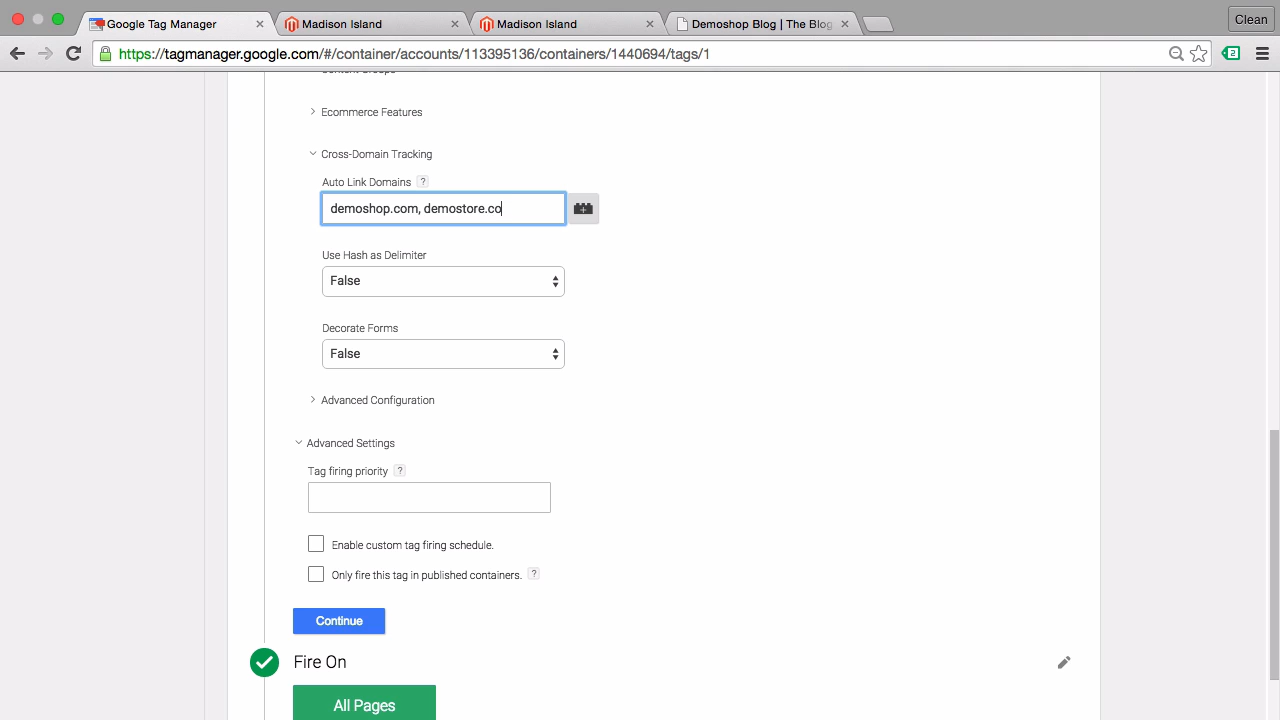 Google Tag Manager
Madison Island
Madison Island
Demoshop Blog | The Blog
Clean
https://tagmanager.google.com/#/container/accounts/113395136/containers/1440694/tags/1
2
Content Groups
Ecommerce Features
Cross-Domain Tracking
Auto Link Domains ?
demoshop.com, demostore.co
Use Hash as Delimiter
False
Decorate Forms
False
Advanced Configuration
Advanced Settings
Tag firing priority ?
Enable custom tag firing schedule.
Only fire this tag in published containers. ?
Continue
Fire On
All Pages